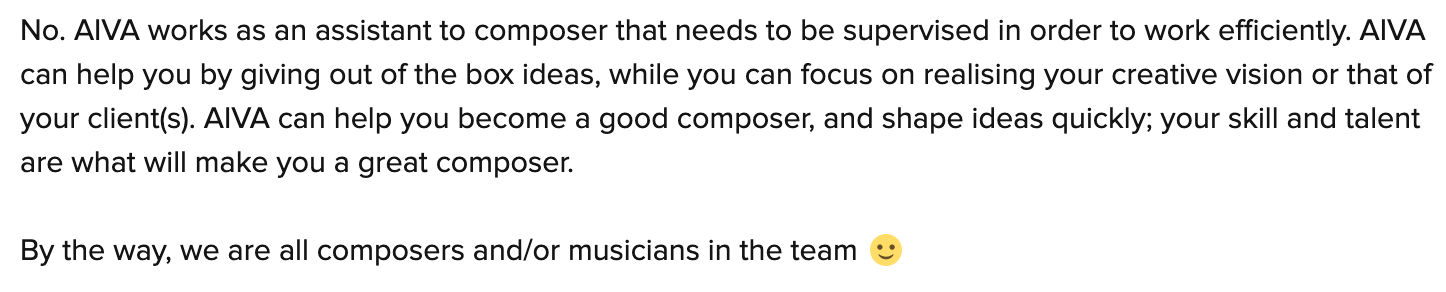 No. AIVA works as an assistant to composer that needs to be supervised in order to work efficiently. AIVA
can help you by giving out of the box ideas, while you can focus on realising your creative vision or that of
your client(s). AIVA can help you become a good composer, and shape ideas quickly; your skill and talent
are what will make you a great composer.
By the way, we are all composers and/or musicians in the team 🙂